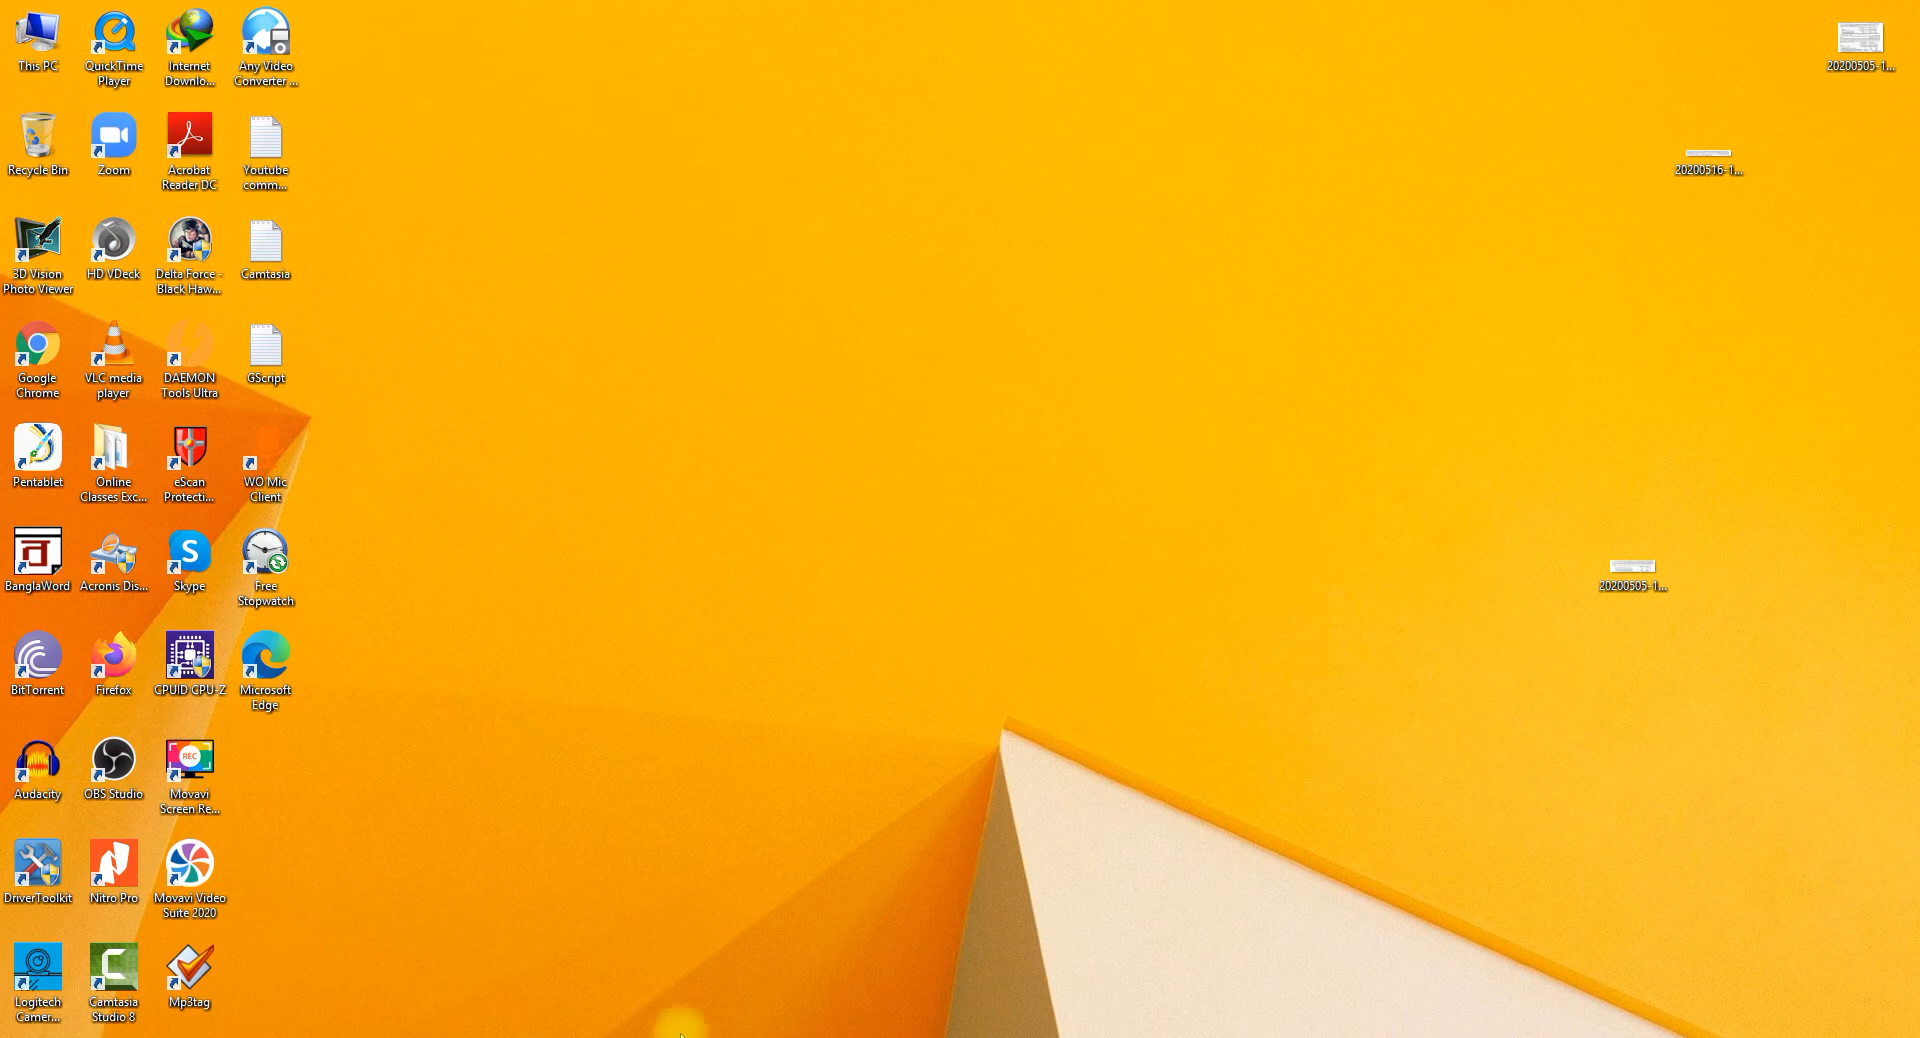 This PC
QuickTime
Player
Internet
Downlo...
Any Video
Converter ...
20200505-1...
Recycle Bin
Zoom
Acrobat
Reader DC
Youtube
comm...
20200516-1...
3D Vision
Photo Viewer
HD VDeck
Delta Force -
Black Haw...
Camtasia
Google
Chrome
VLC media
player
DAEMON
Tools Ultra
GScript
Pentablet
Online
Classes Exc...
eScan
Protecti...
WO Mic
Client
BanglaWord
Acronis Dis...
Skype
Free
Stopwatch
20200505-1...
BitTorrent
Firefox
CPUID CPU-Z
Microsoft
Edge
Audacity
OBS Studio
REC
Movavi
Screen Re...
DriverToolkit
Nitro Pro
Movavi Video
Suite 2020
Logitech
Camer...
Camtasia
Studio 8
Mp3tag